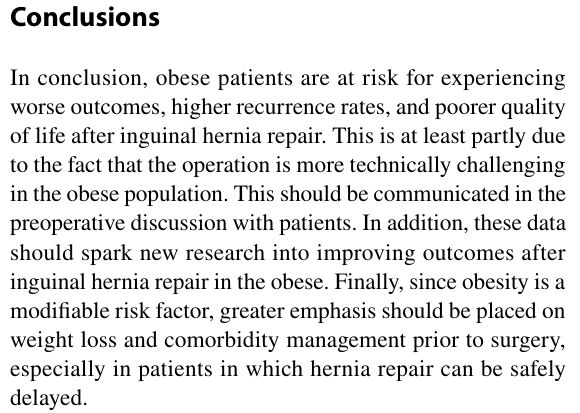 Conclusions
In conclusion, obese patients are at risk for experiencing
worse outcomes, higher recurrence rates, and poorer quality
of life after inguinal hernia repair. This is at least partly due
to the fact that the operation is more technically challenging
in the obese population. This should be communicated in the
preoperative discussion with patients. In addition, these data
should spark new research into improving outcomes after
inguinal hernia repair in the obese. Finally, since obesity is a
modifiable risk factor, greater emphasis should be placed on
weight loss and comorbidity management prior to surgery,
especially in patients in which hernia repair can be safely
delayed.